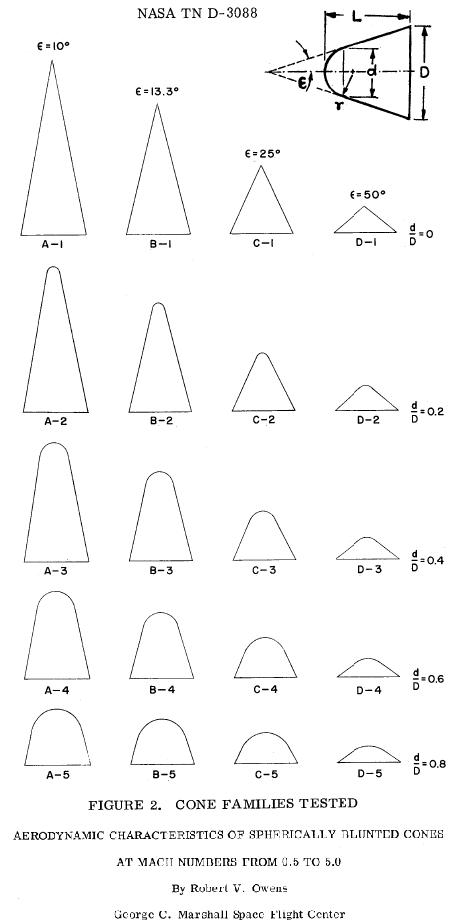 NASA TN D-3088
L
ϵ
d
D
r
ϵ=10°
ϵ=13.3°
ϵ=25°
ϵ=50°
A-1 B-1 C-1 D-1 d/D=0
A-2 B-2 C-2 D-2 d/D=0.2
A-3 B-3 C-3 D-3 d/D=0.4
A-4 B-4 C-4 D-4 d/D=0.6
A-5 B-5 C-5 D-5 d/D=0.8
FIGURE 2. CONE FAMILIES TESTED
AERODYNAMIC CHARACTERISTICS OF SPHERICALLY BLUNTED CONES
AT MACH NUMBERS FROM 0.5 TO 5.0
By Robert V. Owens
George C. Marshall Space Flight Center